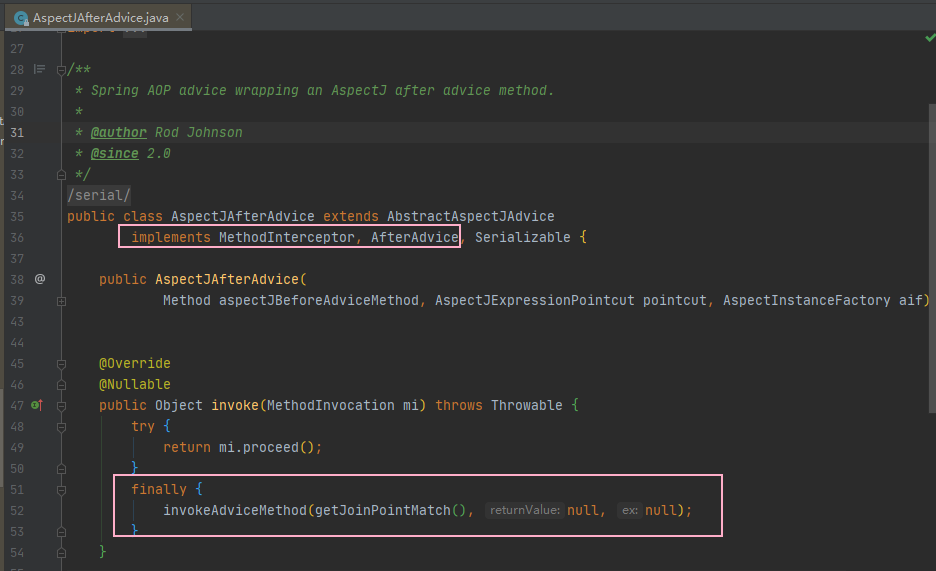 AspectJAfterAdvice.java
27
28 /**
29 * Spring AOP advice wrapping an AspectJ after advice method.
30 *
31 * @author Rod Johnson
32 * @since 2.0
33 */
34 /serial/
35 public class AspectJAfterAdvice extends AbstractAspectJAdvice
36 implements MethodInterceptor, AfterAdvice, Serializable {
37
38 @ public AspectJAfterAdvice(
39 Method aspectJBeforeAdviceMethod, AspectJExpressionPointcut pointcut, AspectInstanceFactory aif)
43
44
45 @Override
46 @Nullable
47 public Object invoke(MethodInvocation mi) throws Throwable {
48 try {
49 return mi.proceed();
50 }
51 finally {
52 invokeAdviceMethod(getJoinPointMatch(), returnValue: null, ex: null);
53 }
54 }